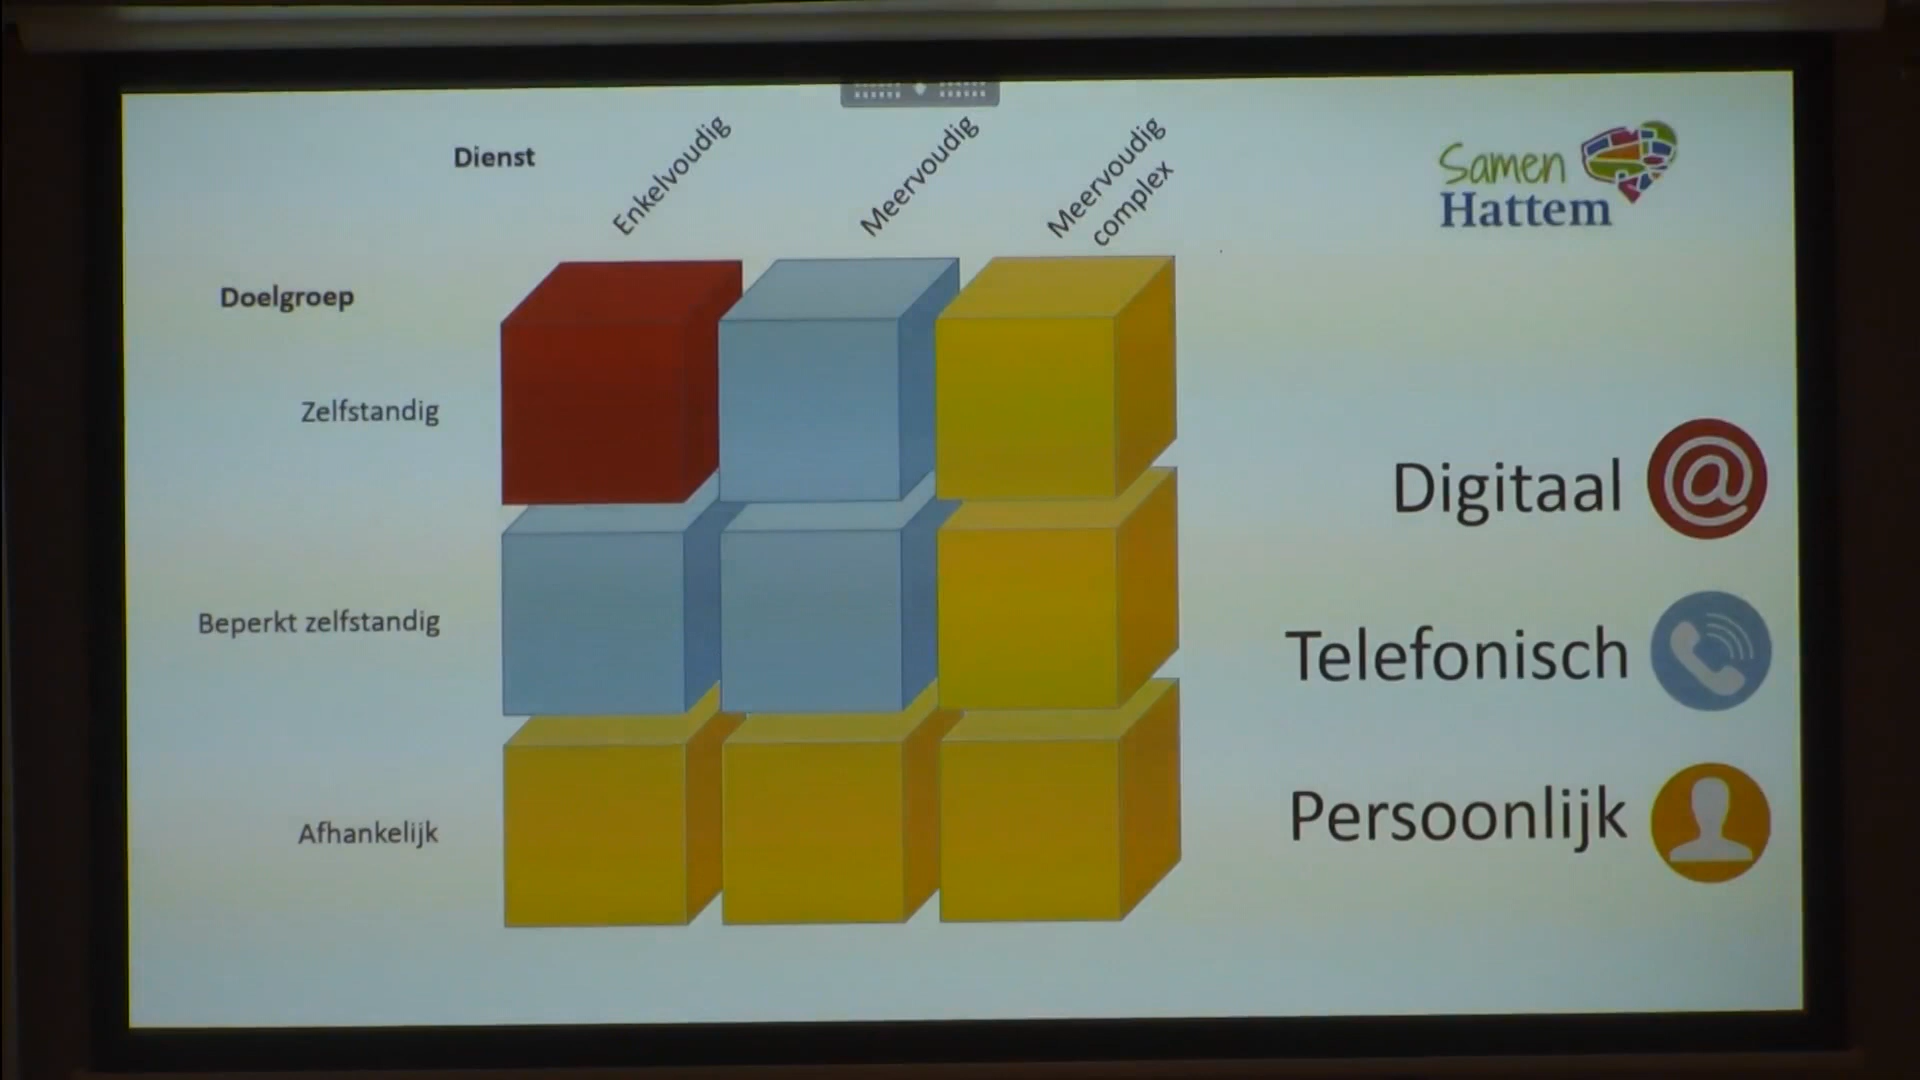 Dienst
Enkelvoudig
Meervoudig
Meervoudig
complex
Samen
Hattem
Doelgroep
Zelfstandig
Beperkt zelfstandig
Afhankelijk
Digitaal
@
Telefonisch
Persoonlijk